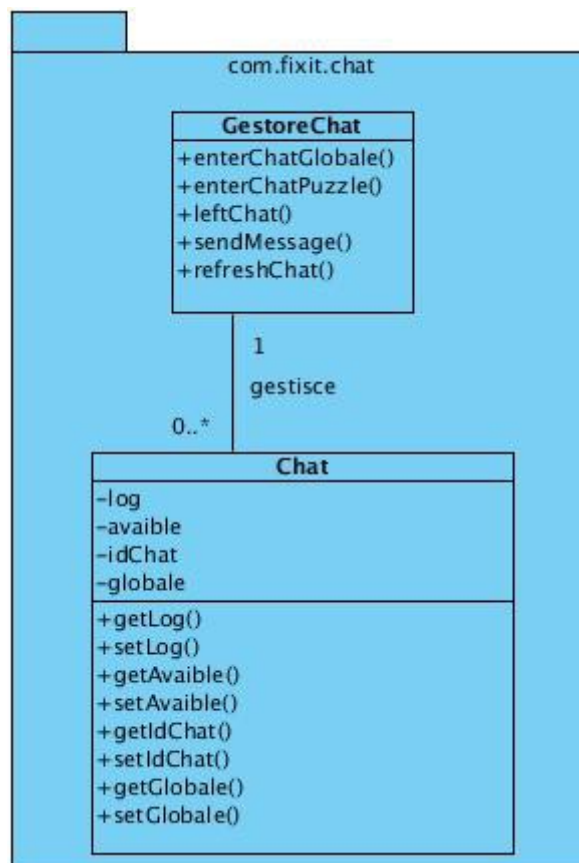 com.fixit.chat
GestoreChat
+enterChatGlobale()
+enterChatPuzzle()
+leftChat()
+sendMessage()
+refreshChat()
1
gestisce
0..*
Chat
-log
-avaible
-idChat
-globale
+getLog()
+setLog()
+getAvaible()
+setAvaible()
+getIdChat()
+setIdChat()
+getGlobale()
+setGlobale()